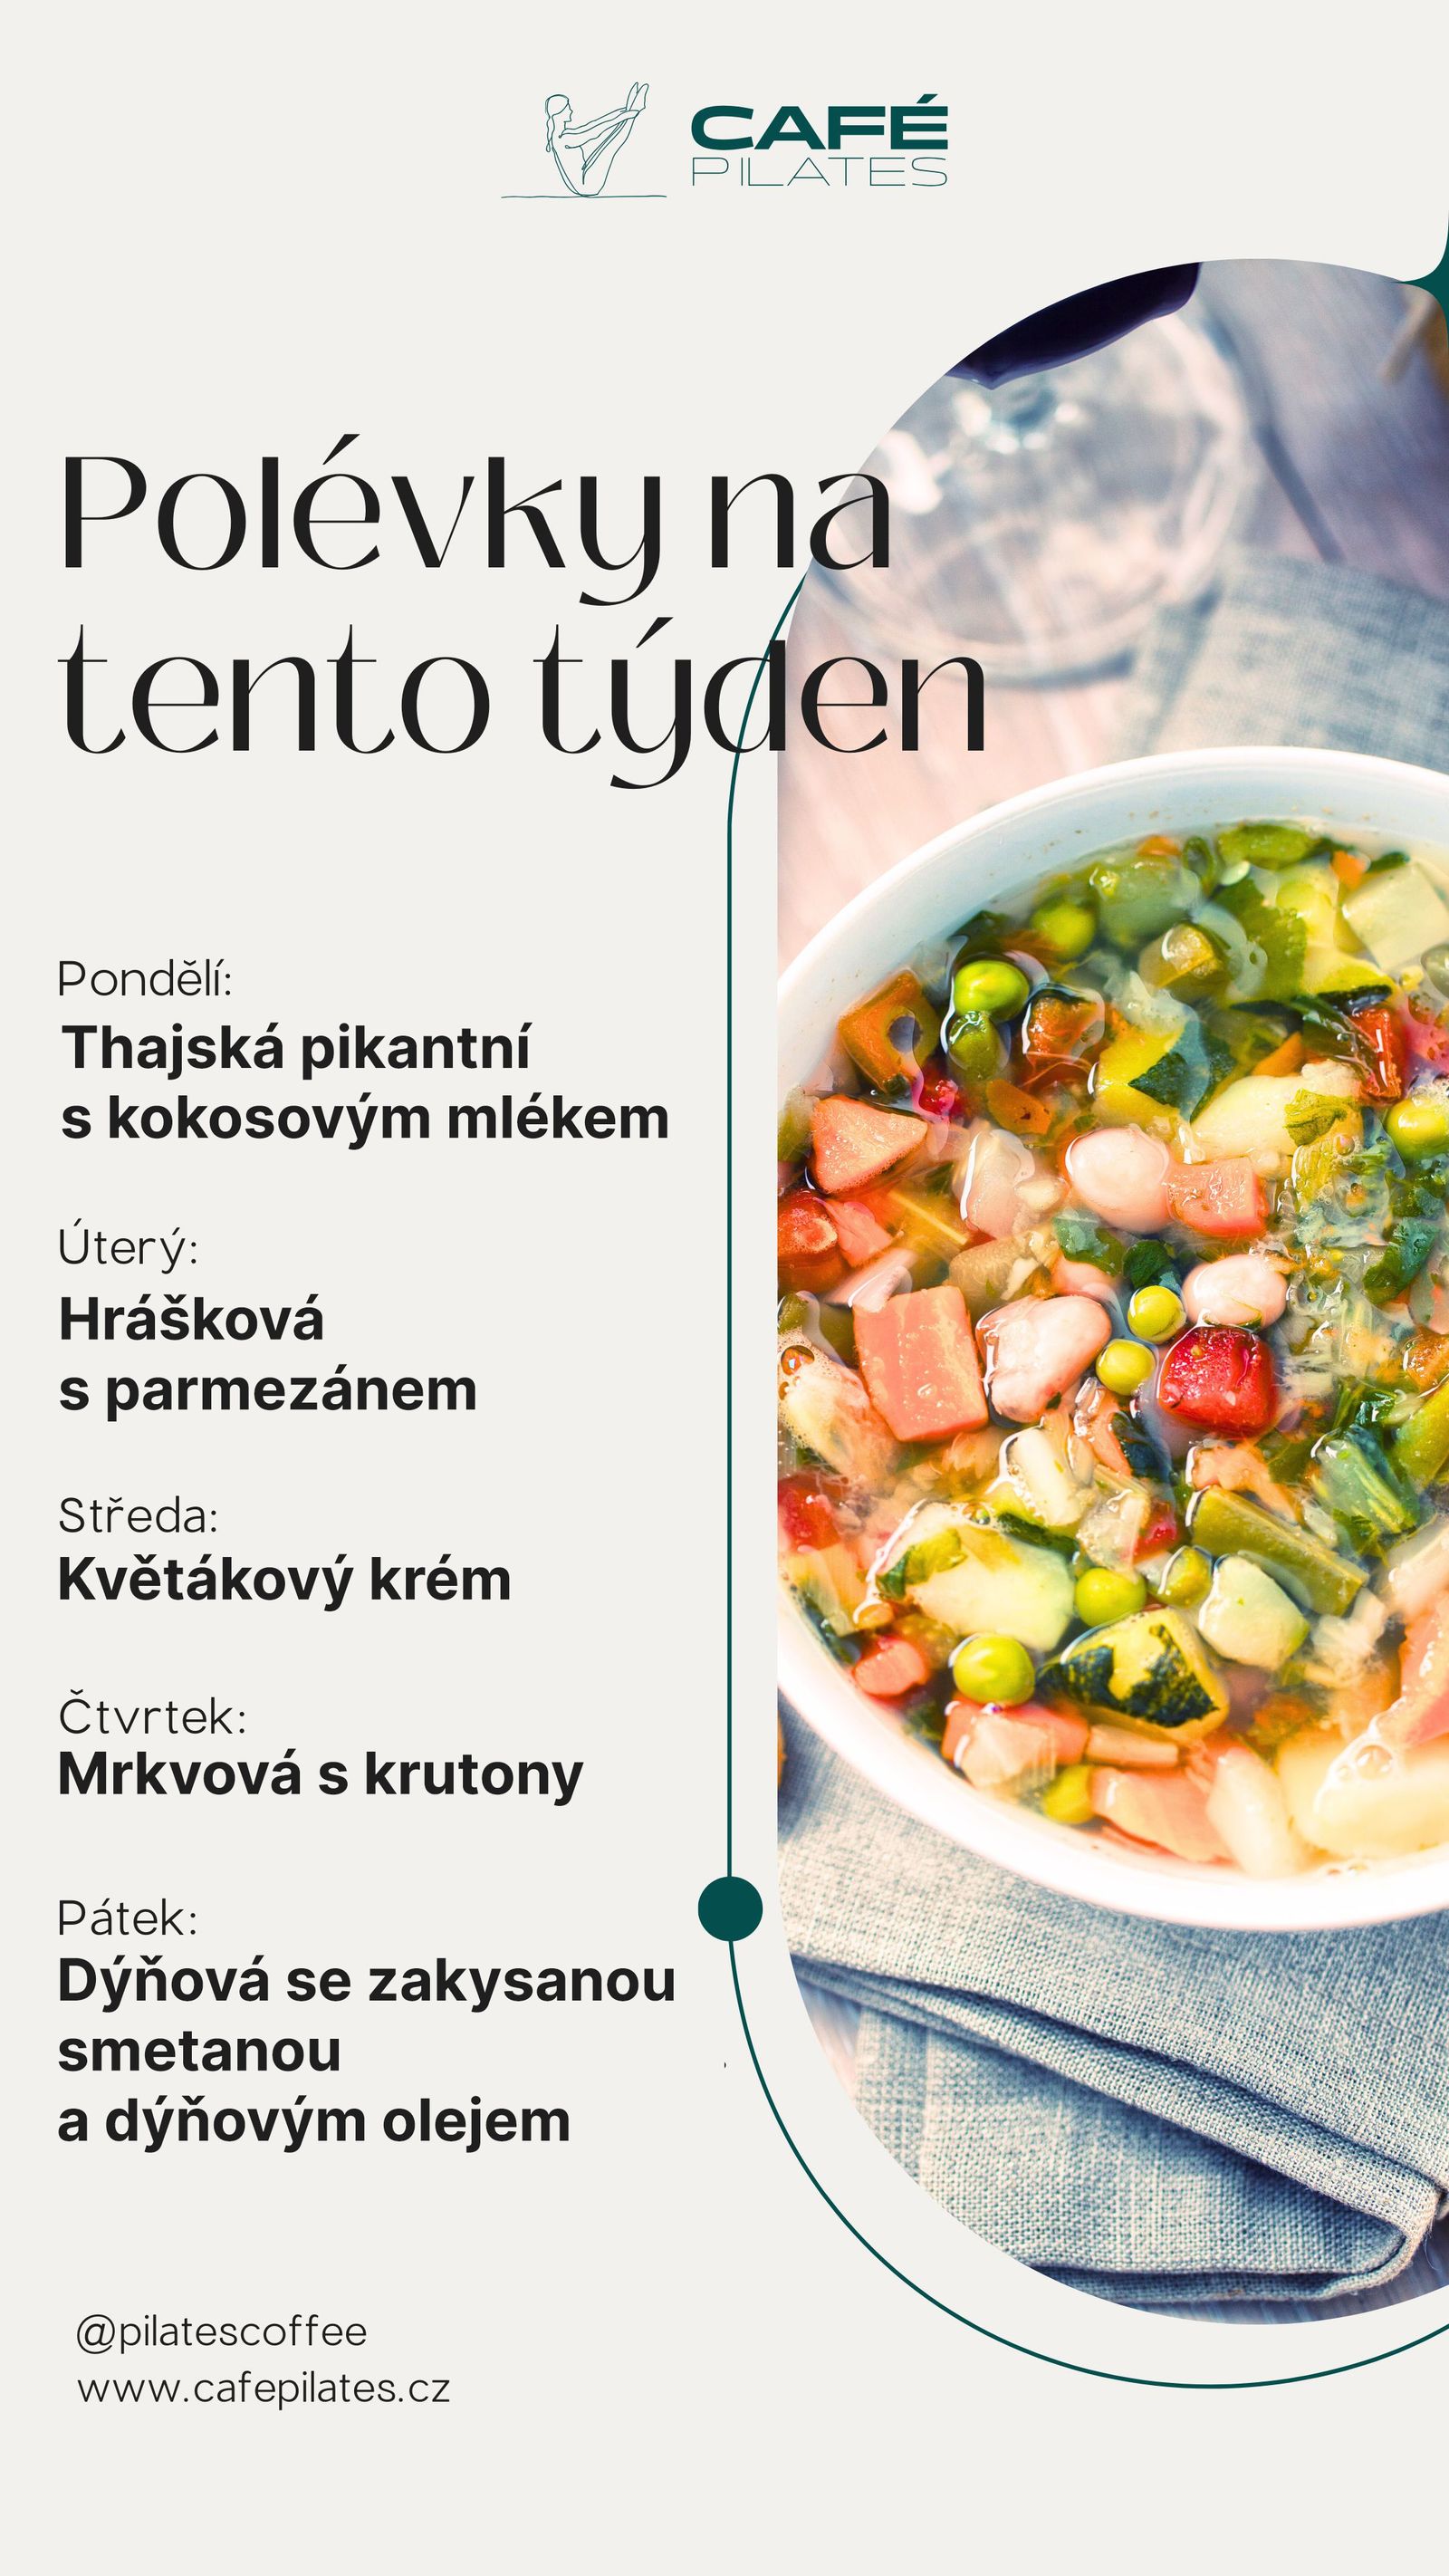 CAFÉ
PILATES
Polévky na
tento týden
Pondělí:
Thajská pikantní
s kokosovým mlékem
Úterý:
Hrášková
s parmezánem
Středa:
Květákový krém
Čtvrtek:
Mrkvová s krutony
Pátek:
Dýňová se zakysanou
smetanou
a dýňovým olejem
@pilatescoffee
www.cafepilates.cz